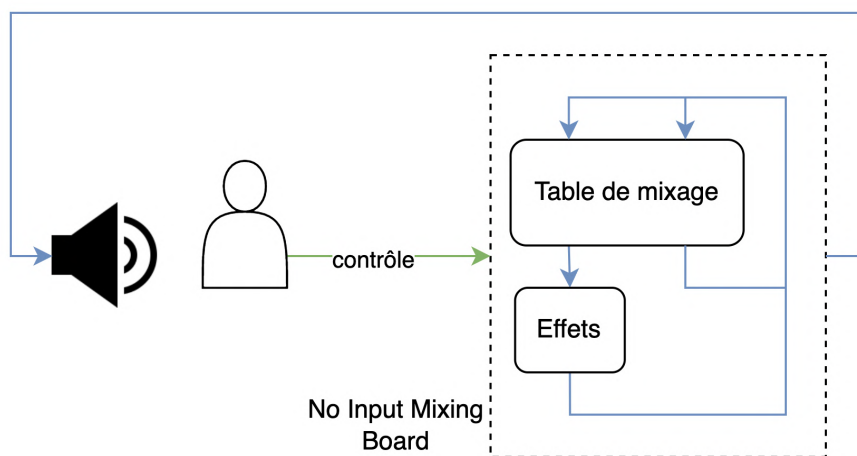 Table de mixage
contrôle
Effets
No Input Mixing
Board